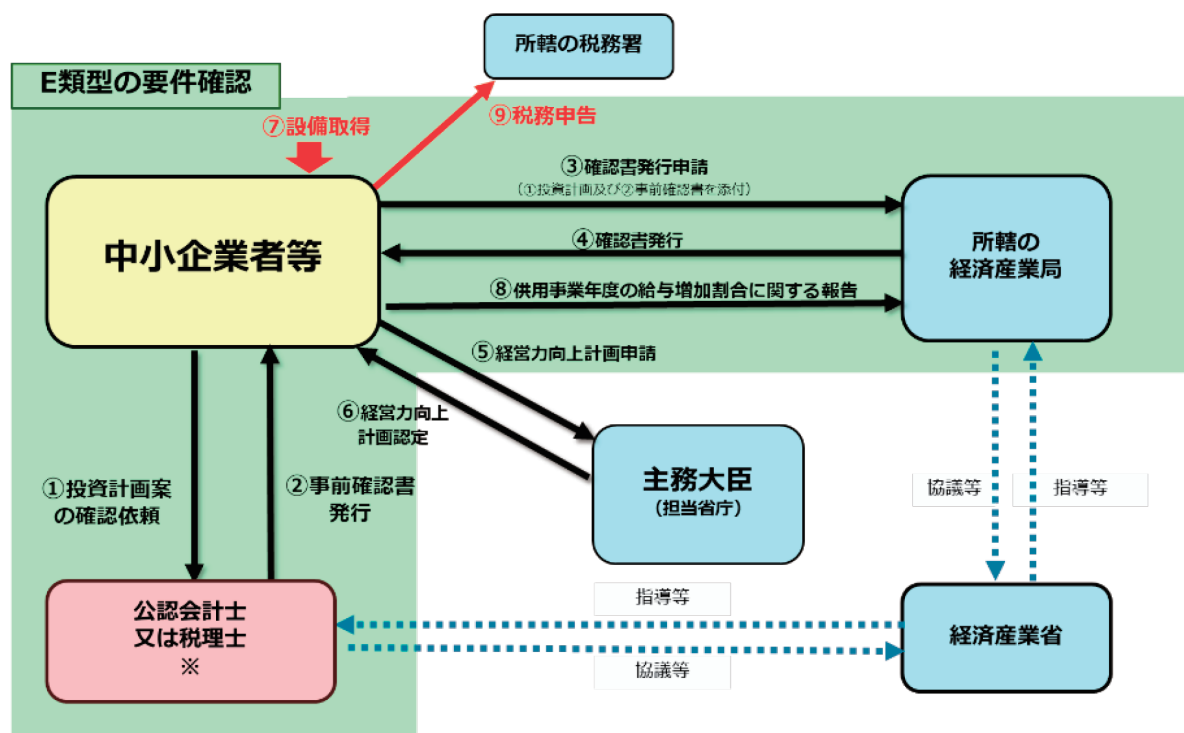 所轄の税務署
E類型の要件確認
⑦設備取得
⑨税務申告
③確認書発行申請
（①投資計画及び②事前確認書を添付）
中小企業者等
④確認書発行
所轄の
経済産業局
⑧供用事業年度の給与増加割合に関する報告
⑤経営力向上計画申請
⑥経営力向上
計画認定
主務大臣
（担当省庁）
①投資計画案
の確認依頼
②事前確認書
発行
協議等
指導等
公認会計士
又は税理士
※
指導等
協議等
経済産業省